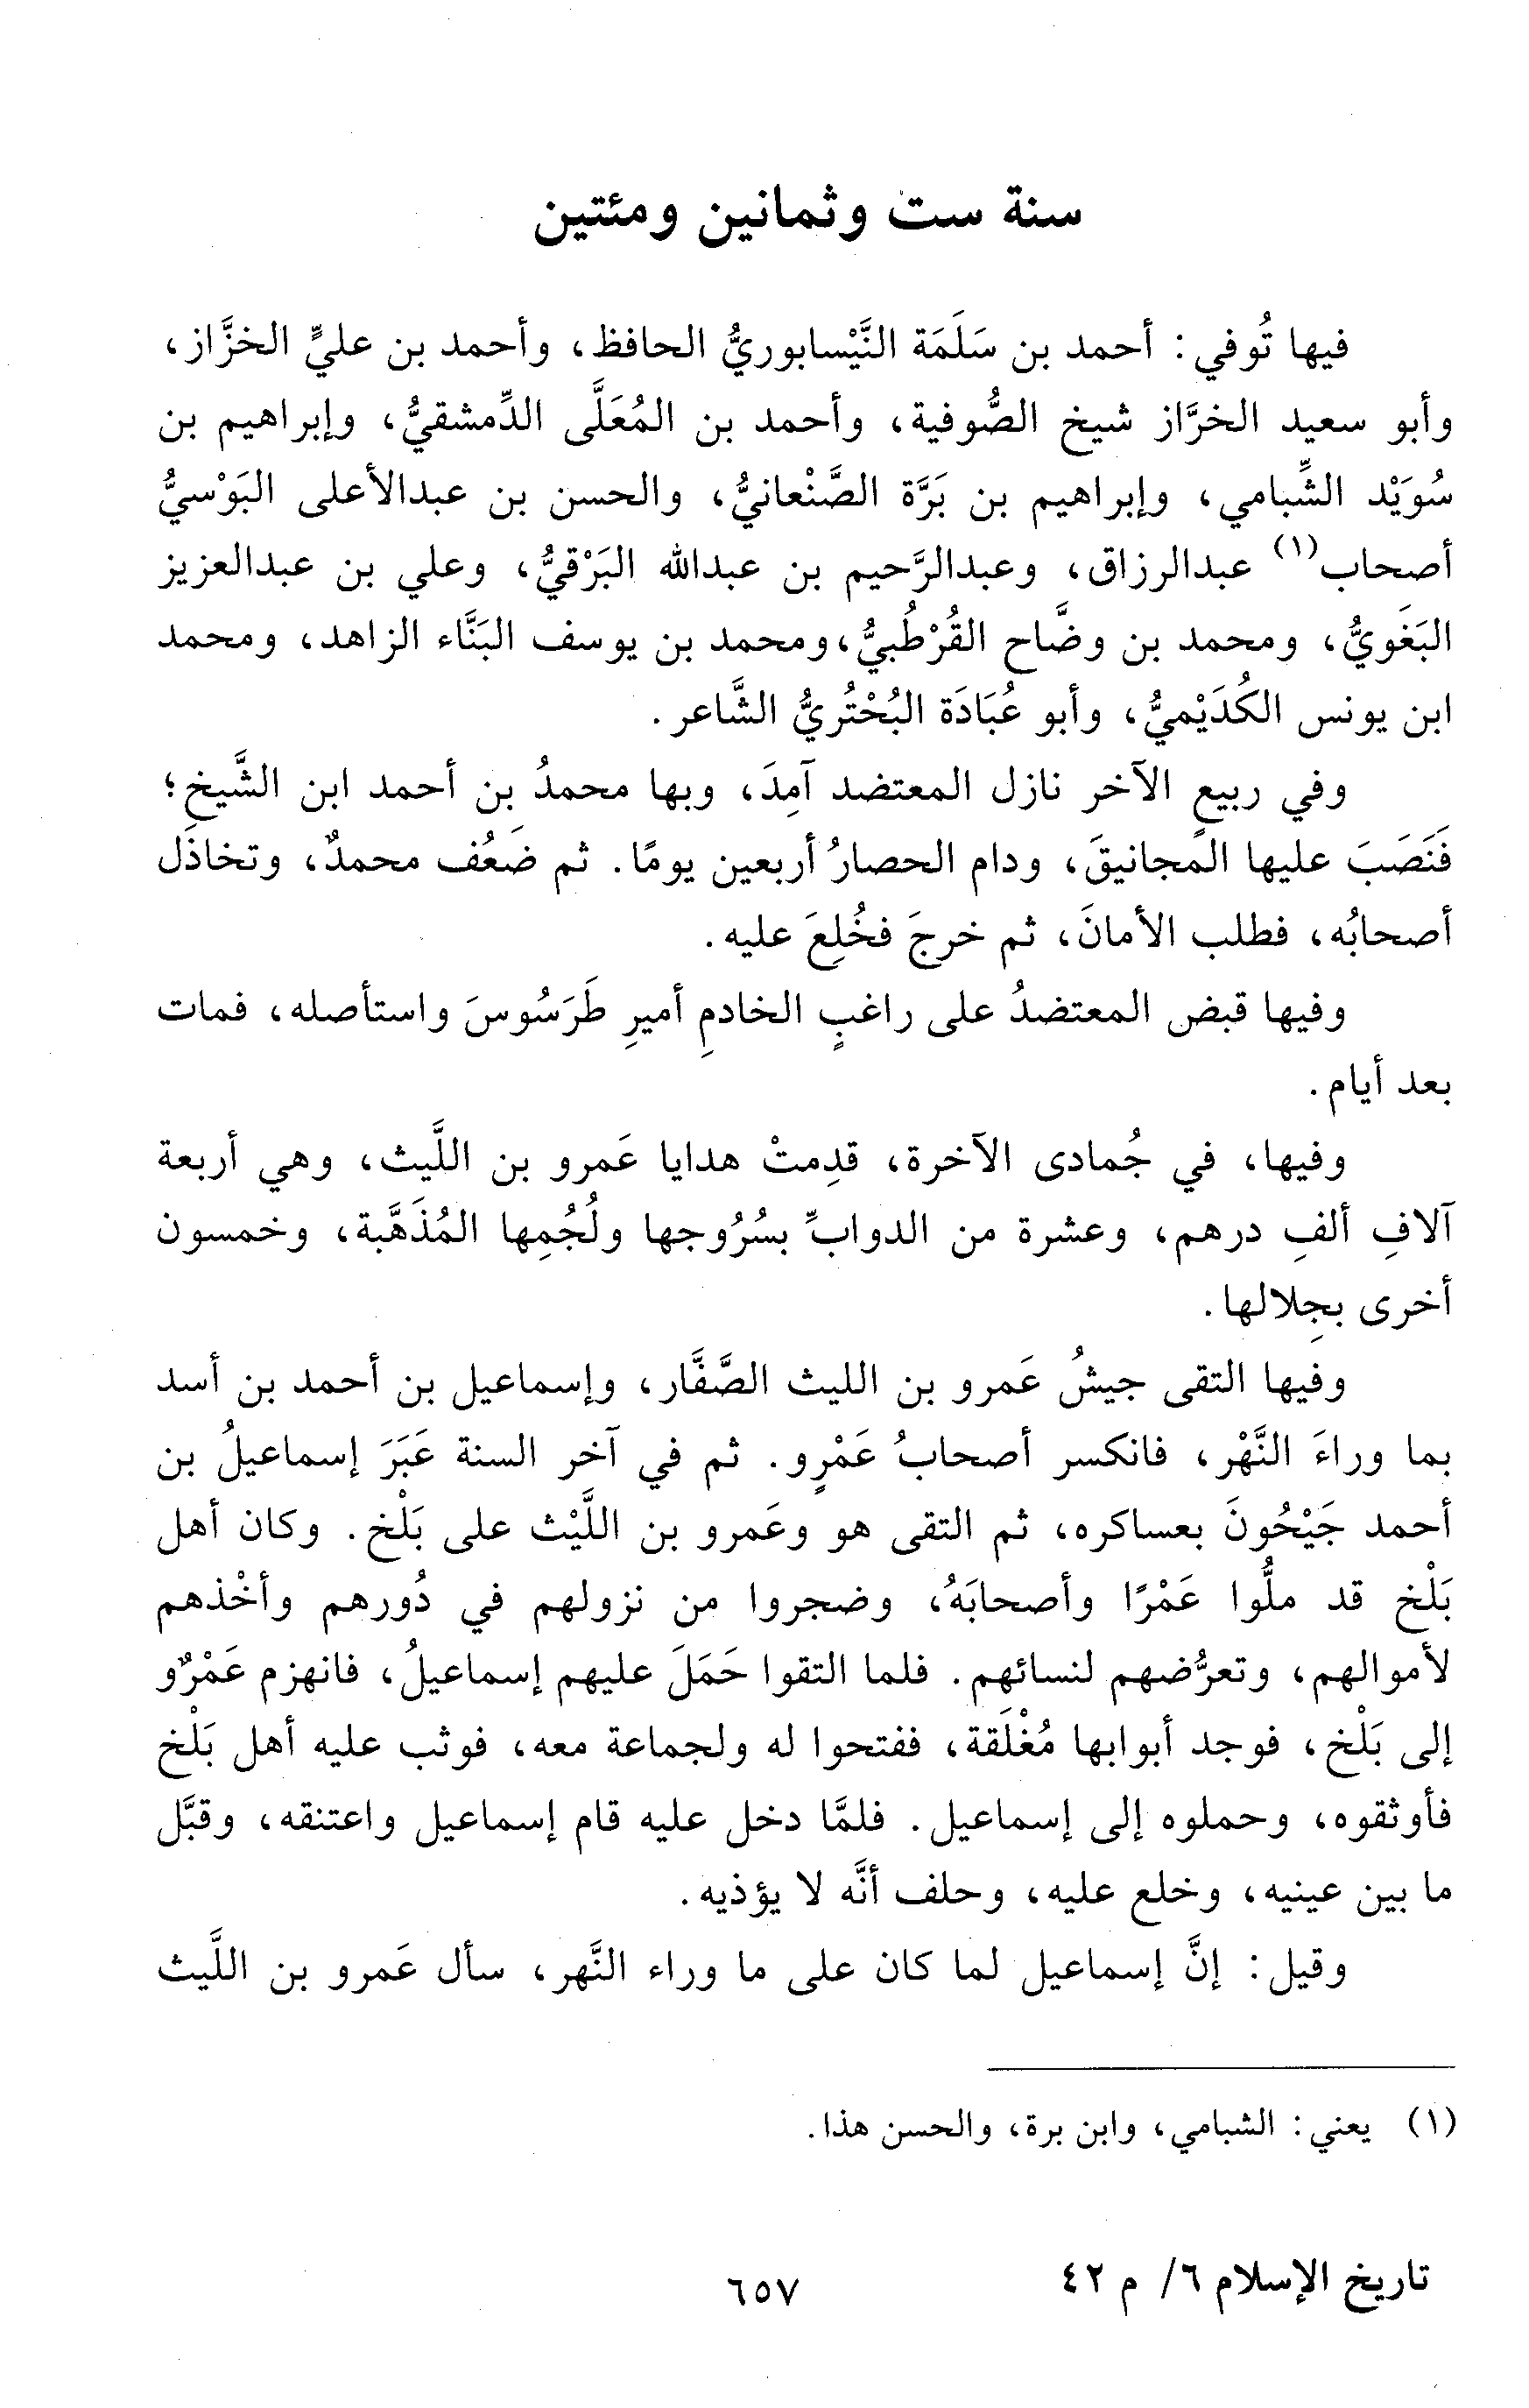 سنة ست وثمانين ومئتين
فيها تُوفي: أحمد بن سَلَمَة النَّيْسابوريُّ الحافظ، وأحمد بن عليٍّ الخزَّاز،
وأبو سعيد الخرَّاز شيخ الصُّوفية، وأحمد بن المُعَلَّى الدِّمشقيُّ، وإبراهيم بن
سُوَيْد الشِّبامي، وإبراهيم بن بَرَّة الصَّنْعانيُّ، والحسن بن عبدالأعلى البَوْسيُّ
أصحاب(١) عبدالرزاق، وعبدالرَّحيم بن عبدالله البَرْقيُّ، وعلي بن عبدالعزيز
البَغَويُّ، ومحمد بن وضَّاح القُرْطُبيُّ، ومحمد بن يوسف البَنَّاء الزاهد، ومحمد
ابن يونس الكُدَيْميُّ، وأبو عُبَادَة البُحْتُريُّ الشَّاعر.
وفي ربيعٍ الآخر نازل المعتضد آمِدَ، وبها محمدُ بن أحمد ابن الشَّيخ؛
فَنَصَبَ عليها المَجانيقَ، ودام الحصارُ أربعين يومًا. ثم ضَعُف محمدٌ، وتخاذَل
أصحابُه، فطلب الأمانَ، ثم خرجَ فخُلِعَ عليه.
وفيها قبض المعتضدُ على راغبٍ الخادمِ أميرِ طَرَسُوسَ واستأصله، فمات
بعد أيام.
وفيها، في جُمادى الآخرة، قدِمتْ هدايا عَمرو بن اللَّيث، وهي أربعة
آلافِ ألفِ درهم، وعشرة من الدوابِّ بسُرُوجها ولُجُمِها المُذَهَّبة، وخمسون
أخرى بجِلالها.
وفيها التقى جيشُ عَمرو بن الليث الصَّفَّار، وإسماعيل بن أحمد بن أسد
بما وراءَ النَّهْر، فانكسر أصحابُ عَمْرٍو. ثم في آخر السنة عَبَرَ إسماعيلُ بن
أحمد جَيْحُونَ بعساكره، ثم التقى هو وعَمرو بن اللَّيْث على بَلْخ. وكان أهل
بَلْخ قد ملُّوا عَمْرًا وأصحابَهُ، وضجروا من نزولهم في دُورهم وأخْذهم
لأموالهم، وتعرُّضهم لنسائهم. فلما التقوا حَمَلَ عليهم إسماعيلُ، فانهزم عَمْرٌو
إلى بَلْخ، فوجد أبوابها مُغْلَقة، ففتحوا له ولجماعة معه، فوثب عليه أهل بَلْخ
فأوثقوه، وحملوه إلى إسماعيل. فلمَّا دخل عليه قام إسماعيل واعتنقه، وقبَّل
ما بين عينيه، وخلع عليه، وحلف أنَّه لا يؤذيه.
وقيل: إنَّ إسماعيل لما كان على ما وراء النَّهر، سأل عَمرو بن اللَّيث
(١) يعني: الشبامي، وابن برة، والحسن هذا.
تاريخ الإسلام ٦/ م ٤٢
٦٥٧